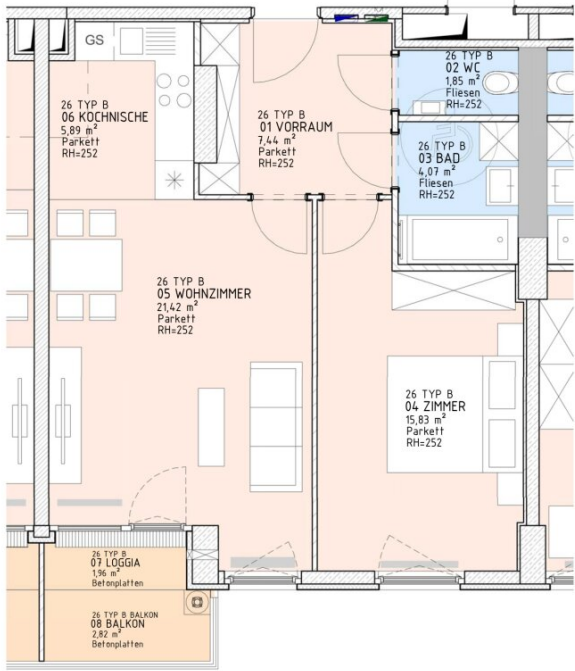 GS
26 TYP B
06 KOCHNISCHE
5,89 m²
Parkett
RH=252
26 TYP B
01 VORRAUM
7,44 m²
Parkett
RH=252
26 TYP B
02 WC
1,85 m²
Fliesen
RH=252
26 TYP B
03 BAD
4,07 m²
Fliesen
RH=252
26 TYP B
05 WOHNZIMMER
21,42 m²
Parkett
RH=252
26 TYP B
04 ZIMMER
15,83 m²
Parkett
RH=252
26 TYP B
07 LOGGIA
1,96 m²
Betonplatten
26 TYP B BALKON
08 BALKON
2,82 m²
Betonplatten